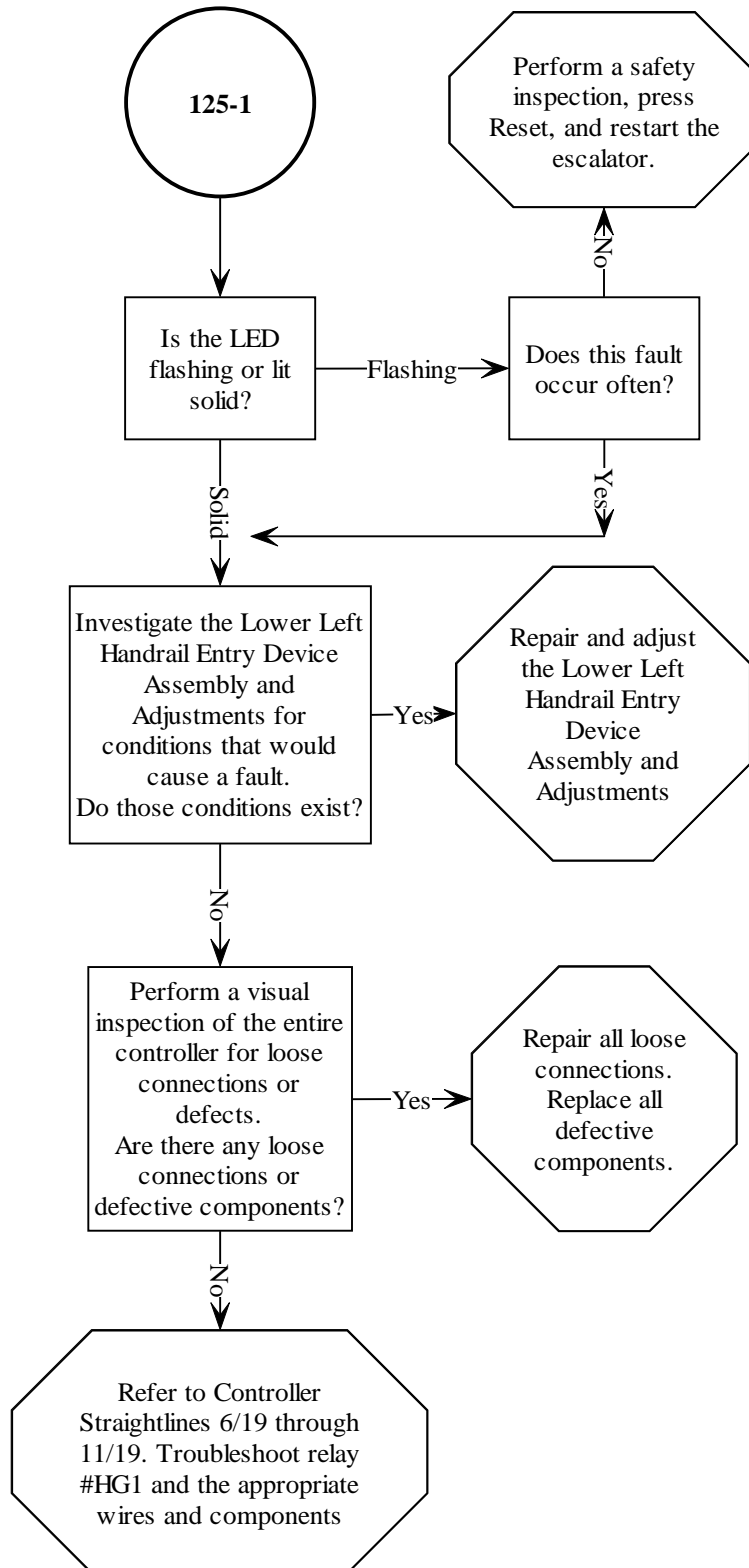 125-1
Perform a safety
inspection, press
Reset, and restart the
escalator.
No
Is the LED
flashing or lit
solid?
Flashing
Does this fault
occur often?
Solid
Yes
Investigate the Lower Left
Handrail Entry Device
Assembly and
Adjustments for
conditions that would
cause a fault.
Do those conditions exist?
Yes
Repair and adjust
the Lower Left
Handrail Entry
Device
Assembly and
Adjustments
No
Perform a visual
inspection of the entire
controller for loose
connections or
defects.
Are there any loose
connections or
defective components?
Yes
Repair all loose
connections.
Replace all
defective
components.
No
Refer to Controller
Straightlines 6/19 through
11/19. Troubleshoot relay
#HG1 and the appropriate
wires and components